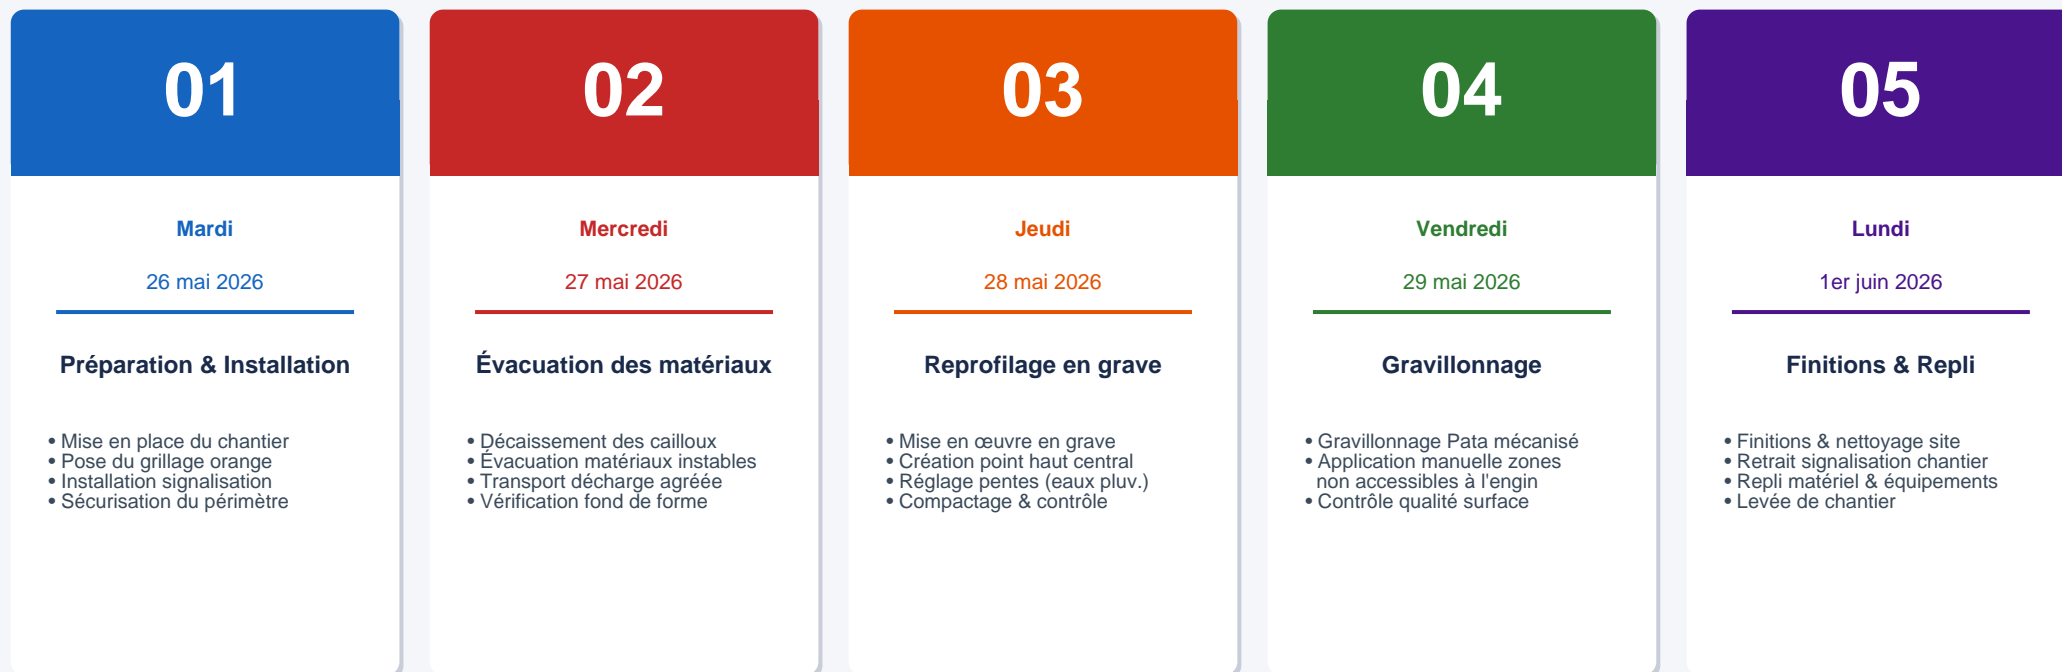 01
Mardi
26 mai 2026
Préparation & Installation
• Mise en place du chantier
• Pose du grillage orange
• Installation signalisation
• Sécurisation du périmètre
02
Mercredi
27 mai 2026
Évacuation des matériaux
• Décaissement des cailloux
• Évacuation matériaux instables
• Transport décharge agréée
• Vérification fond de forme
03
Jeudi
28 mai 2026
Reprofilage en grave
• Mise en œuvre en grave
• Création point haut central
• Réglage pentes (eaux pluv.)
• Compactage & contrôle
04
Vendredi
29 mai 2026
Gravillonnage
• Gravillonnage Pata mécanisé
• Application manuelle zones
non accessibles à l'engin
• Contrôle qualité surface
05
Lundi
1er juin 2026
Finitions & Repli
• Finitions & nettoyage site
• Retrait signalisation chantier
• Repli matériel & équipements
• Levée de chantier